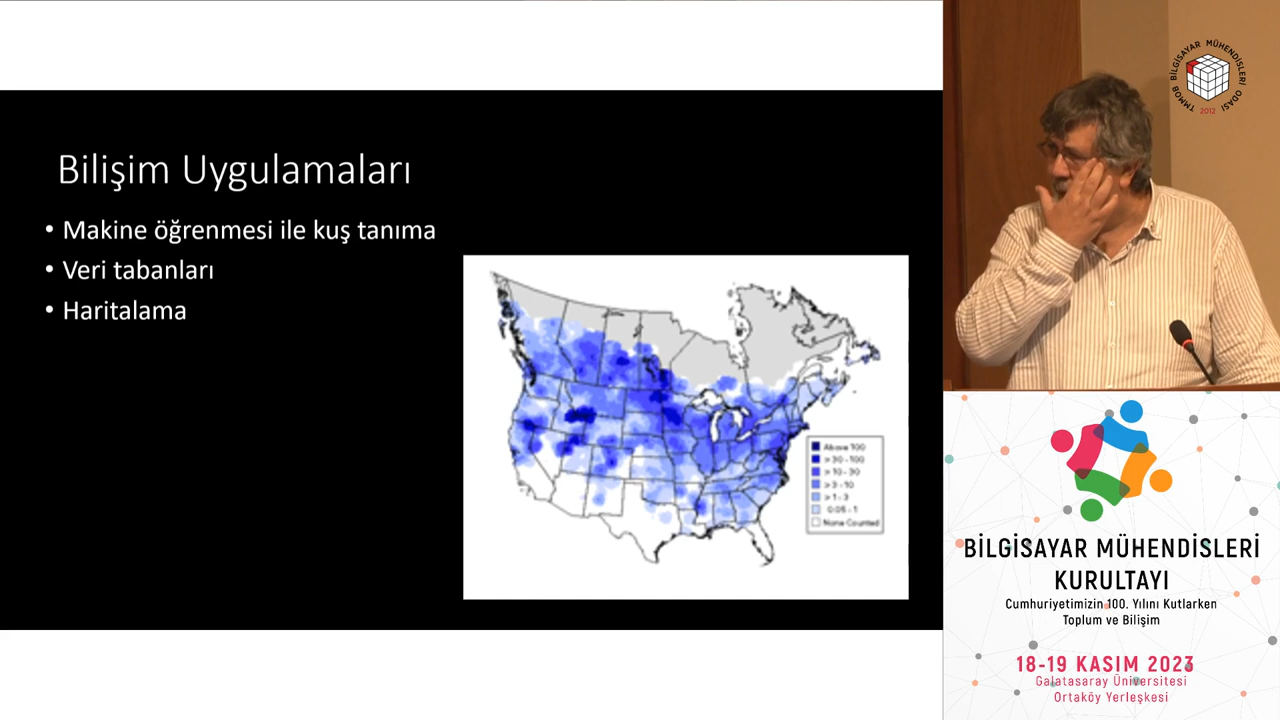 Bilişim Uygulamaları
• Makine öğrenmesi ile kuş tanıma
• Veri tabanları
• Haritalama
Above 100
> 30 - 100
> 10 - 30
> 3 - 10
> 1 - 3
0.05 - 1
None Counted
TMMOB BİLGİSAYAR MÜHENDİSLERİ ODASI
2012
BİLGİSAYAR MÜHENDİSLERİ
KURULTAYI
Cumhuriyetimizin 100. Yılını Kutlarken
Toplum ve Bilişim
18-19 KASIM 2023
Galatasaray Üniversitesi
Ortaköy Yerleşkesi